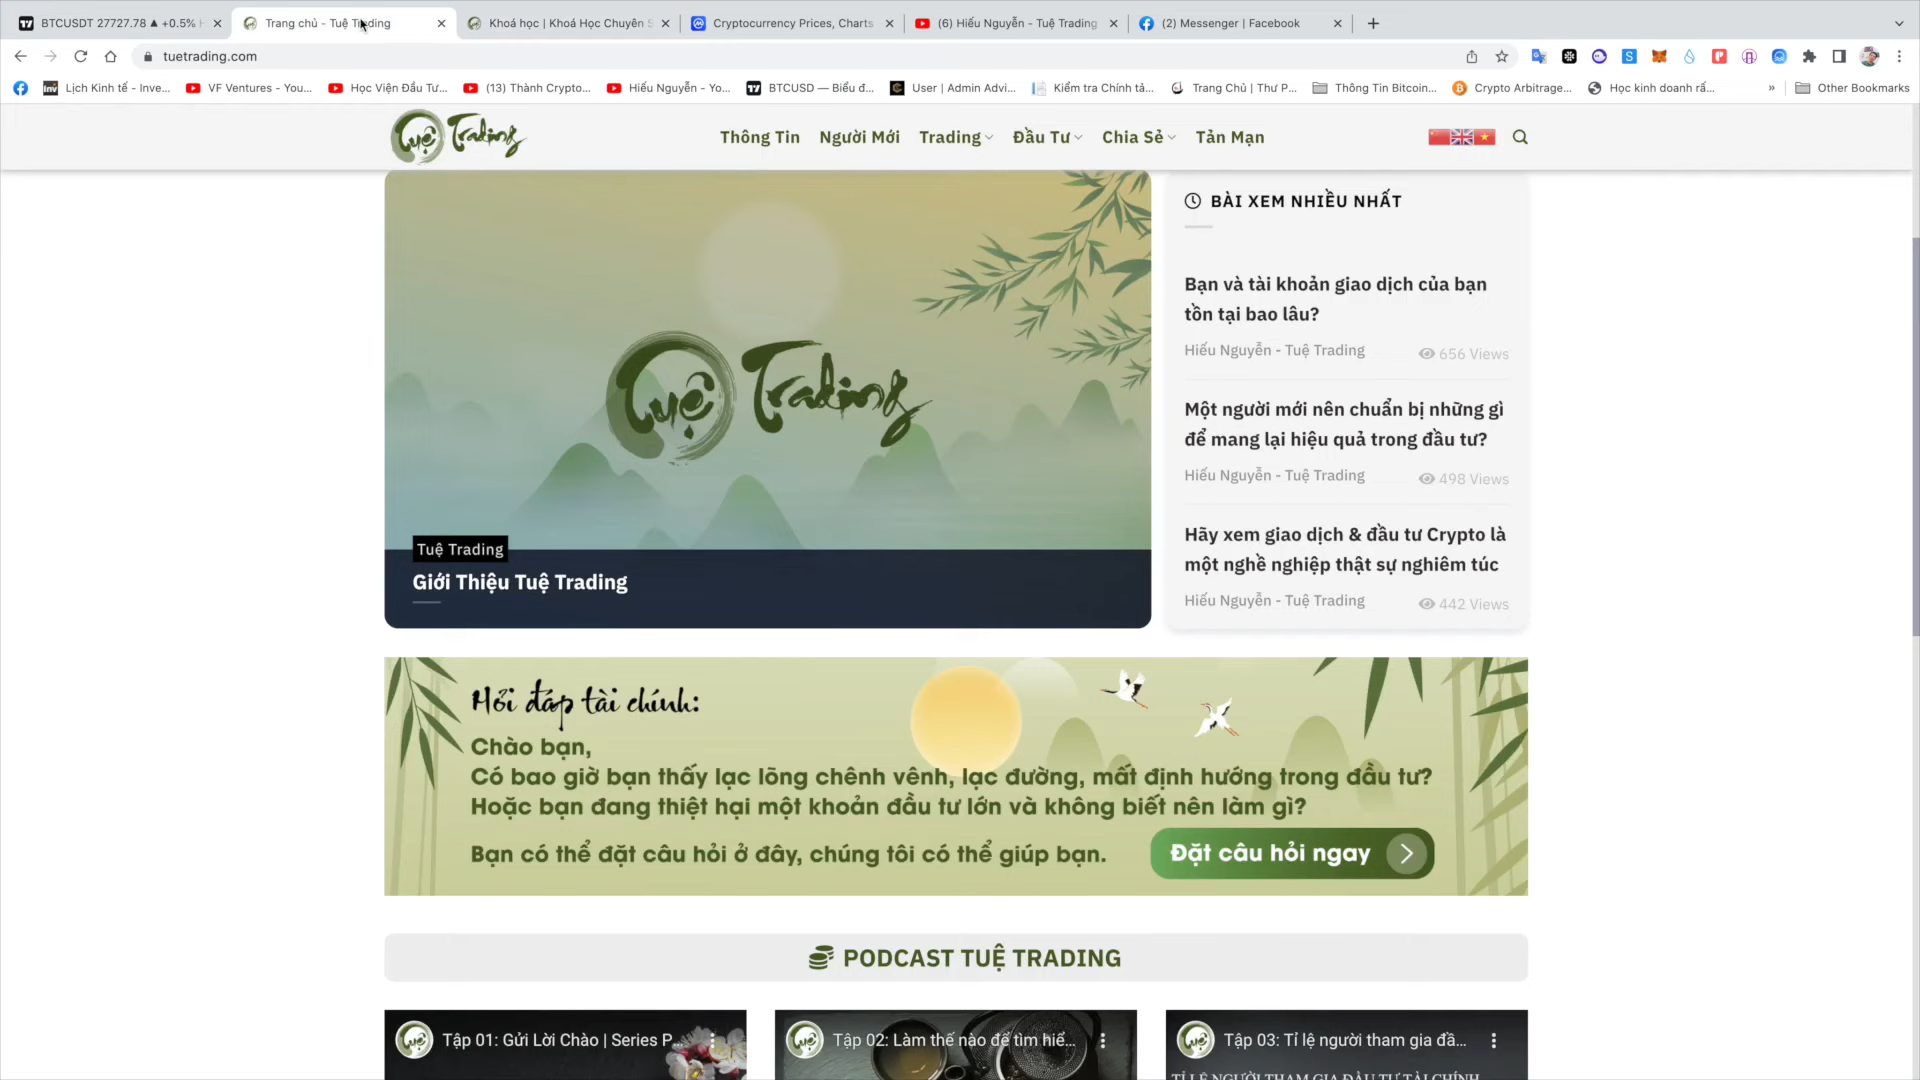 BTCUSDT 27727.78 ▲ +0.5%
Trang chủ - Tuệ Trading
Khoá học | Khoá Học Chuyên S
Cryptocurrency Prices, Charts
(6) Hiếu Nguyễn - Tuệ Trading
(2) Messenger | Facebook
tuetrading.com
Lịch Kinh tế - Inve...
VF Ventures - You...
Học Viện Đầu Tư...
(13) Thành Crypto...
Hiếu Nguyễn - Yo...
BTCUSD — Biểu đ...
User | Admin Advi...
Kiểm tra Chính tả...
Trang Chủ | Thư P...
Thông Tin Bitcoin...
Crypto Arbitrage...
Học kinh doanh rấ...
»
Other Bookmarks
Tuệ Trading
Thông Tin
Người Mới
Trading
Đầu Tư
Chia Sẻ
Tản Mạn
Tuệ Trading
Tuệ Trading
Giới Thiệu Tuệ Trading
BÀI XEM NHIỀU NHẤT
Bạn và tài khoản giao dịch của bạn
tồn tại bao lâu?
Hiếu Nguyễn - Tuệ Trading
656 Views
Một người mới nên chuẩn bị những gì
để mang lại hiệu quả trong đầu tư?
Hiếu Nguyễn - Tuệ Trading
498 Views
Hãy xem giao dịch & đầu tư Crypto là
một nghề nghiệp thật sự nghiêm túc
Hiếu Nguyễn - Tuệ Trading
442 Views
Hỏi đáp tài chính:
Chào bạn,
Có bao giờ bạn thấy lạc lõng chênh vênh, lạc đường, mất định hướng trong đầu tư?
Hoặc bạn đang thiệt hại một khoản đầu tư lớn và không biết nên làm gì?
Bạn có thể đặt câu hỏi ở đây, chúng tôi có thể giúp bạn.
Đặt câu hỏi ngay
PODCAST TUỆ TRADING
Tập 01: Gửi Lời Chào | Series P...
Tập 02: Làm thế nào để tìm hiể...
Tập 03: Tỉ lệ người tham gia đầ...
TỈ LỆ NGƯỜI THAM GIA ĐẦU TƯ TÀI CHÍNH